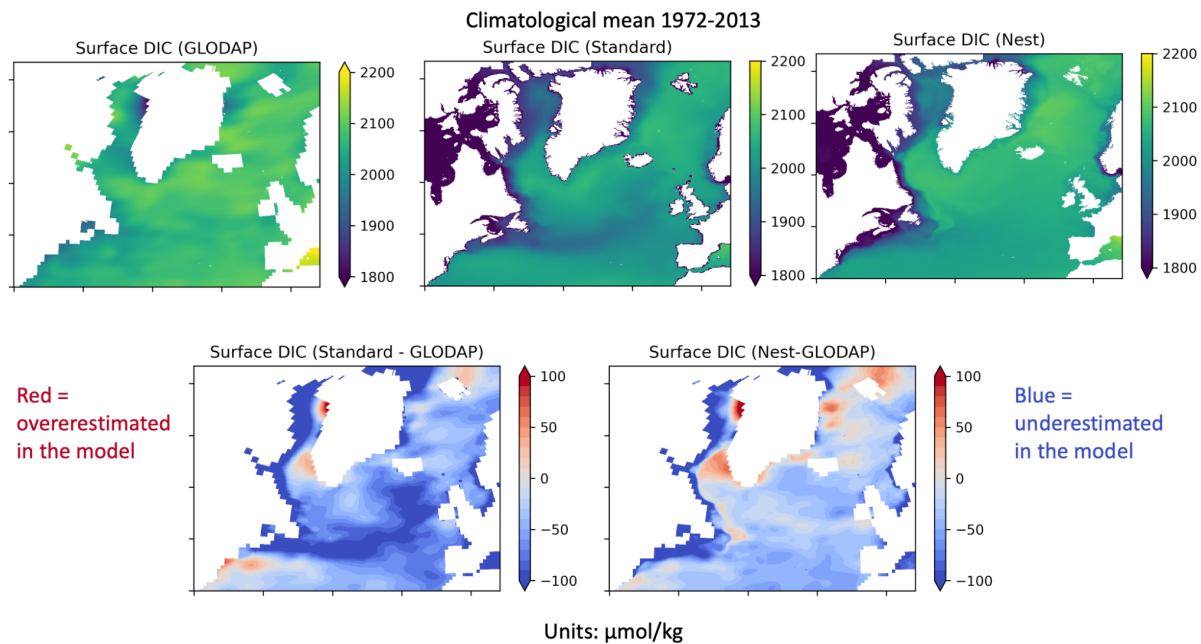 Climatological mean 1972-2013
Surface DIC (GLODAP)
2200
2100
2000
1900
1800
Surface DIC (Standard)
2200
2100
2000
1900
1800
Surface DIC (Nest)
2200
2100
2000
1900
1800
Red =
overerestimated
in the model
Surface DIC (Standard - GLODAP)
100
50
0
−50
−100
Surface DIC (Nest-GLODAP)
100
50
0
−50
−100
Blue =
underestimated
in the model
Units: μmol/kg